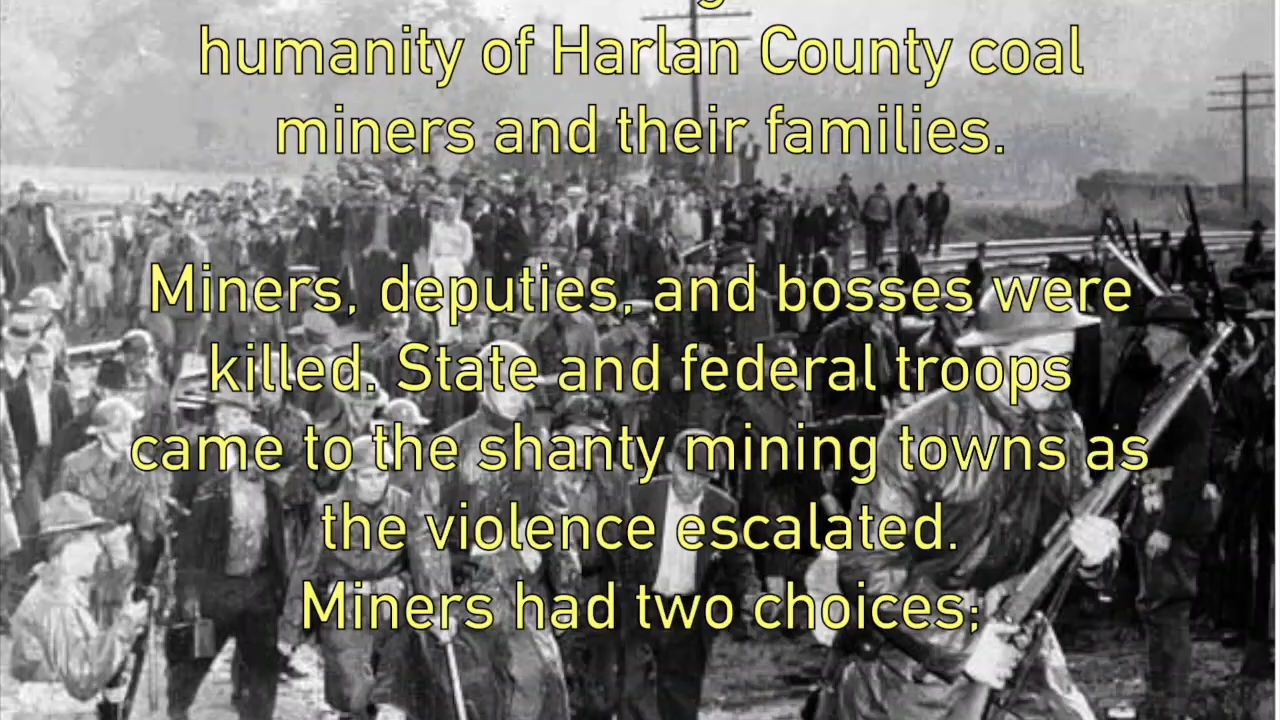 humanity of Harlan County coal
miners and their families.
Miners, deputies, and bosses were
killed. State and federal troops
came to the shanty mining towns as
the violence escalated.
Miners had two choices;